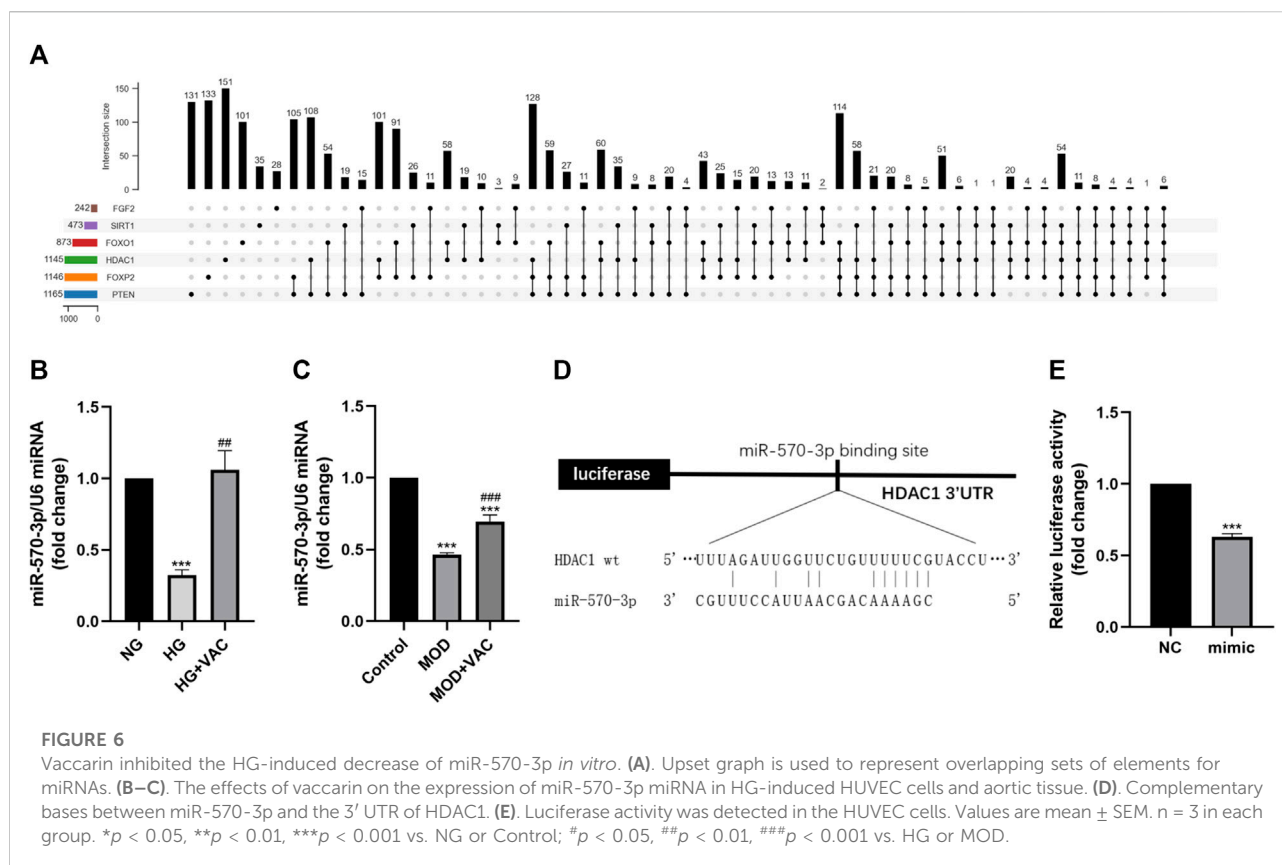 A
Intersection size
150
100
50
0
131 133 151 101 35 28 105 108 54 19 15 101 91 26 11 58 19 10 3 9 128 59 27 11 60 35 9 8 20 4 43 25 15 20 13 13 11 2 114 58 21 20 8 5 51 6 1 1 20 4 4 54 11 8 4 4 1 6
242 FGF2
473 SIRT1
873 FOXO1
1145 HDAC1
1146 FOXP2
1165 PTEN
1000 0
B
miR-570-3p/U6 miRNA
(fold change)
1.5
1.0
0.5
0.0
***
##
NG
HG
HG+VAC
C
miR-570-3p/U6 miRNA
(fold change)
1.5
1.0
0.5
0.0
***
###
***
Control
MOD
MOD+VAC
D
miR-570-3p binding site
luciferase
HDAC1 3'UTR
HDAC1 wt 5' ···UUUAGAUUGGUUCUGUUUUUCGUACCU··· 3'
miR-570-3p 3' CGUUUCCAUUAACGACAAAAGC 5'
E
Relative luciferase activity
(fold change)
1.5
1.0
0.5
0.0
***
NC
mimic
FIGURE 6
Vaccarin inhibited the HG-induced decrease of miR-570-3p in vitro. (A). Upset graph is used to represent overlapping sets of elements for
miRNAs. (B–C). The effects of vaccarin on the expression of miR-570-3p miRNA in HG-induced HUVEC cells and aortic tissue. (D). Complementary
bases between miR-570-3p and the 3′ UTR of HDAC1. (E). Luciferase activity was detected in the HUVEC cells. Values are mean ± SEM. n = 3 in each
group. *p < 0.05, **p < 0.01, ***p < 0.001 vs. NG or Control; #p < 0.05, ##p < 0.01, ###p < 0.001 vs. HG or MOD.